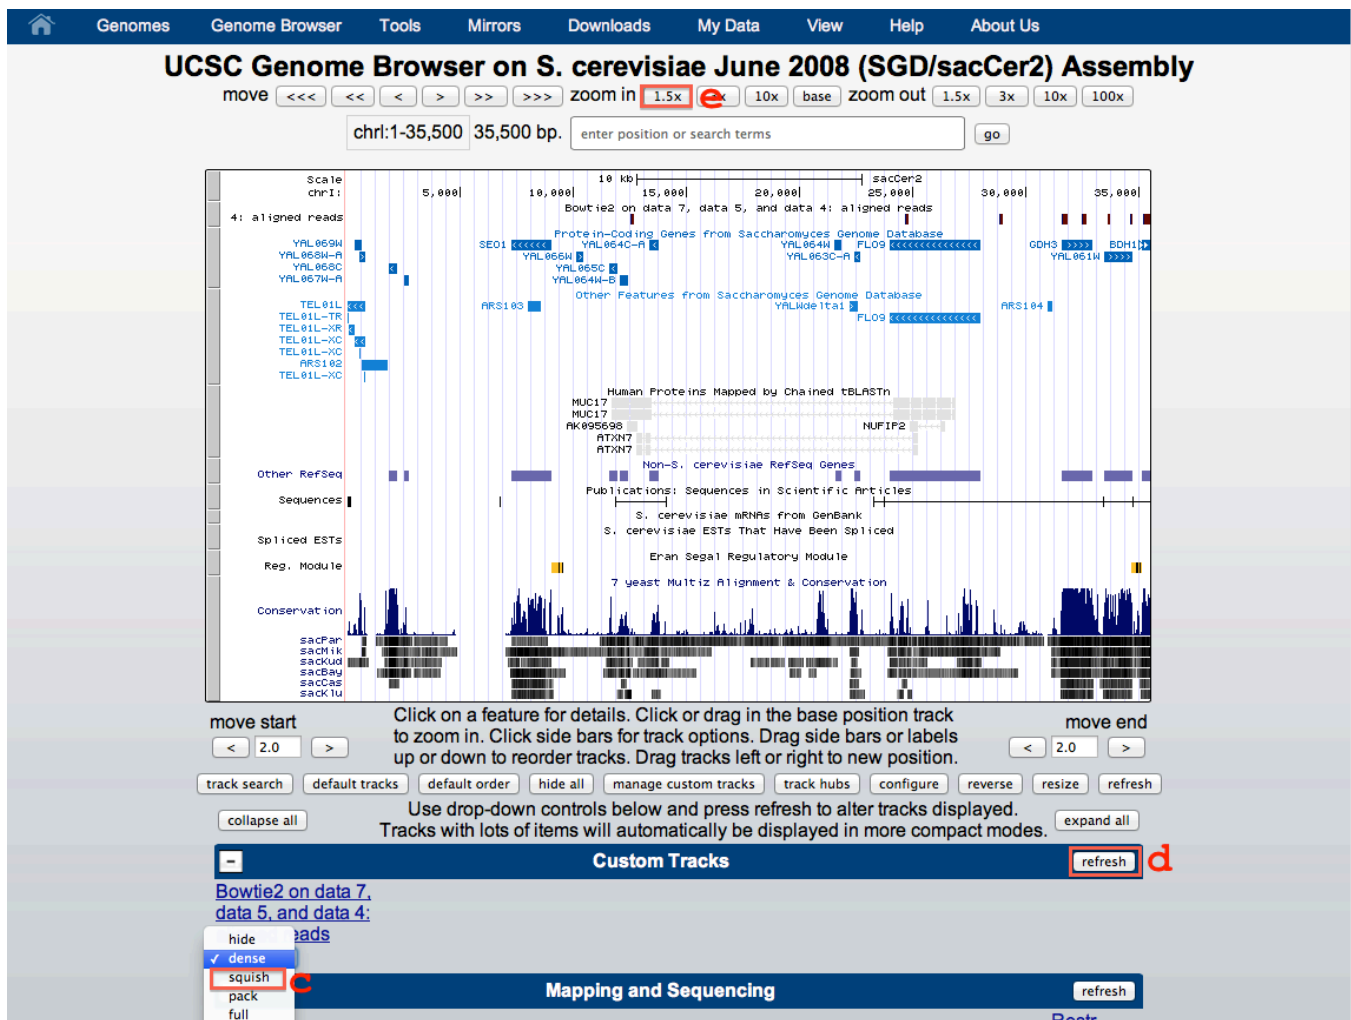 Genomes Genome Browser Tools Mirrors Downloads My Data View Help About Us
UCSC Genome Browser on S. cerevisiae June 2008 (SGD/sacCer2) Assembly
move <<< << < > >> >>> zoom in 1.5x e 10x base zoom out 1.5x 3x 10x 100x
chrI:1-35,500 35,500 bp. enter position or search terms go
Scale 10 kb sacCer2
chrI: 5,000 10,000 15,000 20,000 25,000 30,000 35,000
Bowtie2 on data 7, data 5, and data 4: aligned reads
4: aligned reads
Protein-Coding Genes from Saccharomyces Genome Database
YAL069W SEO1 YAL064C-A YAL064W FLO9 GDH3 BDH1
YAL068W-A YAL066W YAL063C-A YAL061W
YAL068C YAL065C
YAL067W-A YAL064W-B
Other Features from Saccharomyces Genome Database
TEL01L ARS103 YALWdelta1 ARS104
TEL01L-TR FLO9
TEL01L-XR
TEL01L-XC
TEL01L-XC
ARS102
TEL01L-XC
Human Proteins Mapped by Chained tBLASTn
MUC17
MUC17
AK095698 NUFIP2
ATXN7
ATXN7
Non-S. cerevisiae RefSeq Genes
Other RefSeq
Publications: Sequences in Scientific Articles
Sequences
S. cerevisiae mRNAs from GenBank
S. cerevisiae ESTs That Have Been Spliced
Spliced ESTs
Eran Segal Regulatory Module
Reg. Module
7 yeast Multiz Alignment & Conservation
Conservation
sacPar
sacMik
sacKud
sacBay
sacCas
sacKlu
move start Click on a feature for details. Click or drag in the base position track move end
< 2.0 > to zoom in. Click side bars for track options. Drag side bars or labels < 2.0 >
up or down to reorder tracks. Drag tracks left or right to new position.
track search default tracks default order hide all manage custom tracks track hubs configure reverse resize refresh
collapse all Use drop-down controls below and press refresh to alter tracks displayed. expand all
Tracks with lots of items will automatically be displayed in more compact modes.
- Custom Tracks refresh d
Bowtie2 on data 7,
data 5, and data 4:
eads
hide
✓ dense
squish c
pack
full
Mapping and Sequencing refresh